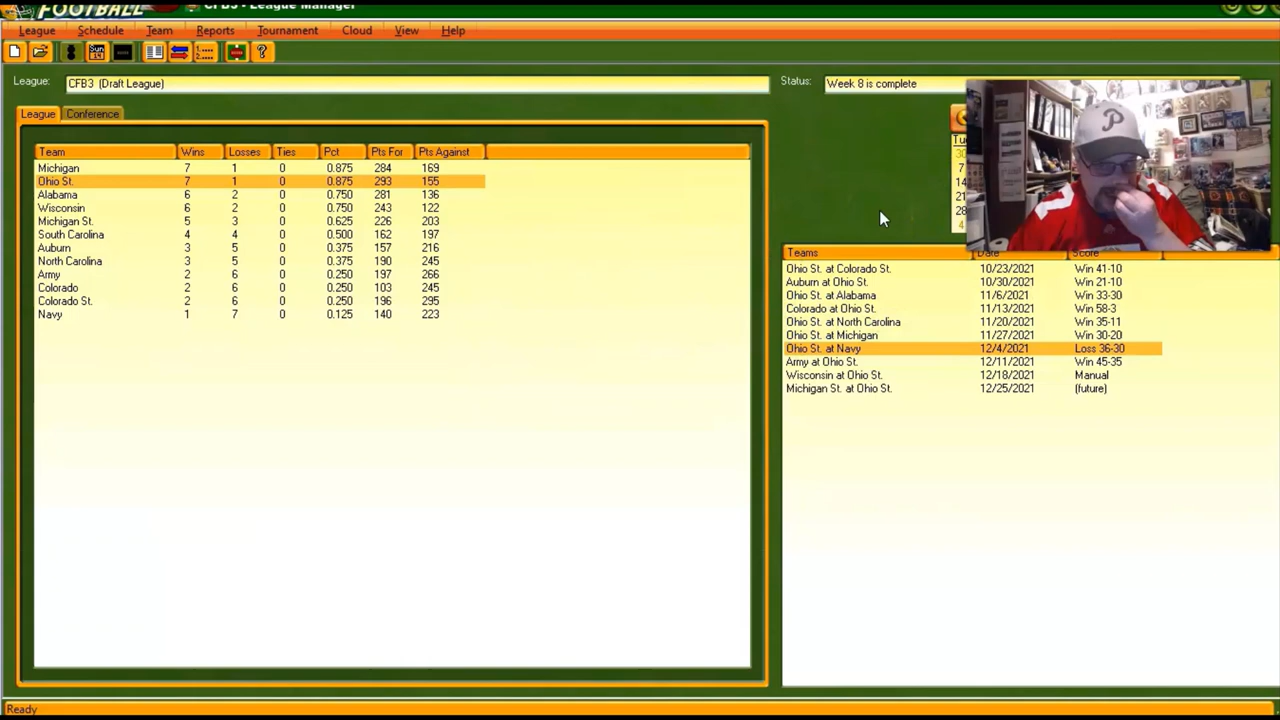 FOOTBALL CFB3 - League Manager
League Schedule Team Reports Tournament Cloud View Help
League: CFB3 (Draft League) Status: Week 8 is complete
League Conference
Team Wins Losses Ties Pct Pts For Pts Against
Michigan 7 1 0 0.875 284 169
Ohio St. 7 1 0 0.875 293 155
Alabama 6 2 0 0.750 281 136
Wisconsin 6 2 0 0.750 243 122
Michigan St. 5 3 0 0.625 226 203
South Carolina 4 4 0 0.500 162 197
Auburn 3 5 0 0.375 157 216
North Carolina 3 5 0 0.375 190 245
Army 2 6 0 0.250 197 266
Colorado 2 6 0 0.250 103 245
Colorado St. 2 6 0 0.250 196 295
Navy 1 7 0 0.125 140 223
Teams Date Score
Ohio St. at Colorado St. 10/23/2021 Win 41-10
Auburn at Ohio St. 10/30/2021 Win 21-10
Ohio St. at Alabama 11/6/2021 Win 33-30
Colorado at Ohio St. 11/13/2021 Win 58-3
Ohio St. at North Carolina 11/20/2021 Win 35-11
Ohio St. at Michigan 11/27/2021 Win 30-20
Ohio St. at Navy 12/4/2021 Loss 36-30
Army at Ohio St. 12/11/2021 Win 45-35
Wisconsin at Ohio St. 12/18/2021 Manual
Michigan St. at Ohio St. 12/25/2021 (future)
Ready